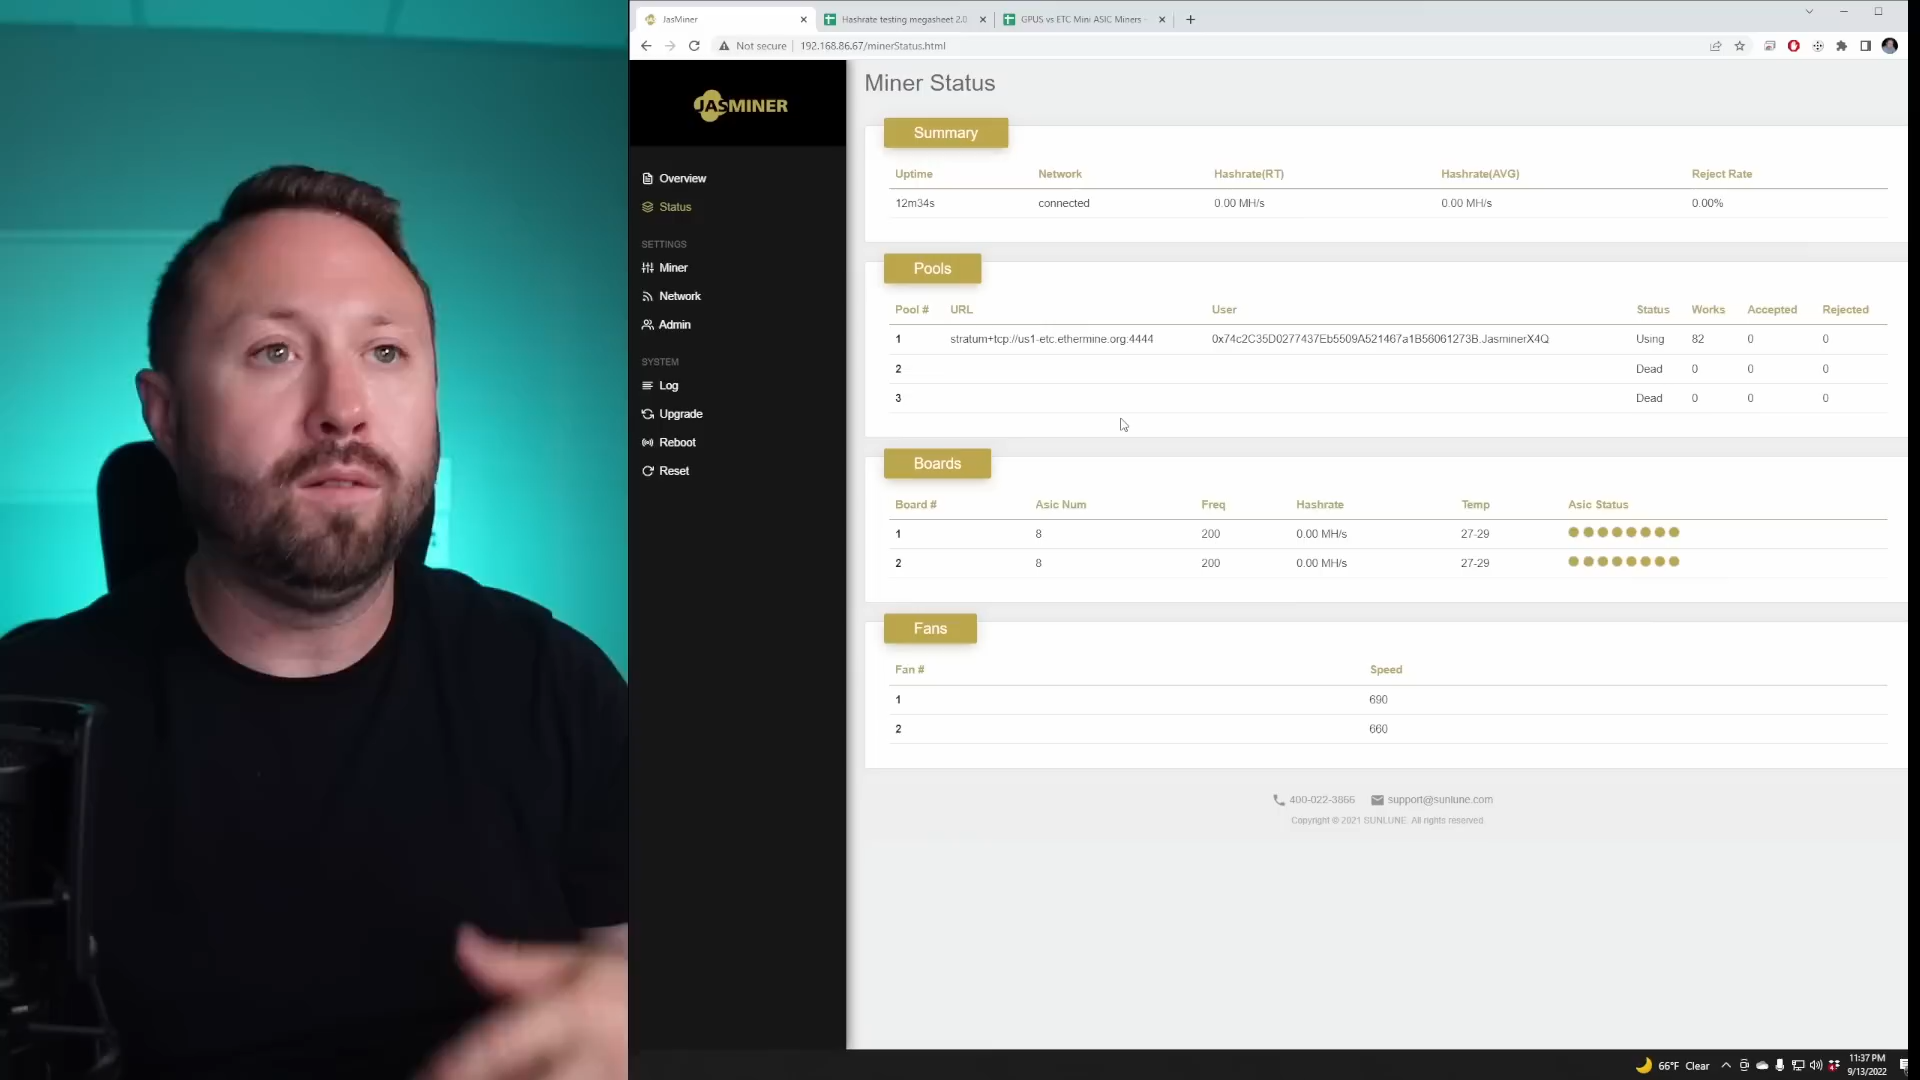 JasMiner
Hashrate testing megasheet 2.0
GPUS vs ETC Mini ASIC Miners -
Not secure
192.168.86.67/minerStatus.html
JASMINER
Overview
Status
SETTINGS
Miner
Network
Admin
SYSTEM
Log
Upgrade
Reboot
Reset
Miner Status
Summary
Uptime Network Hashrate(RT) Hashrate(AVG) Reject Rate
12m34s connected 0.00 MH/s 0.00 MH/s 0.00%
Pools
Pool # URL User Status Works Accepted Rejected
1 stratum+tcp://us1-etc.ethermine.org:4444 0x74c2C35D0277437Eb5509A521467a1B56061273B.JasminerX4Q Using 82 0 0
2 Dead 0 0 0
3 Dead 0 0 0
Boards
Board # Asic Num Freq Hashrate Temp Asic Status
1 8 200 0.00 MH/s 27-29
2 8 200 0.00 MH/s 27-29
Fans
Fan # Speed
1 690
2 660
400-022-3866 support@sunlune.com
Copyright © 2021 SUNLUNE. All rights reserved
66°F Clear
11:37 PM
9/13/2022